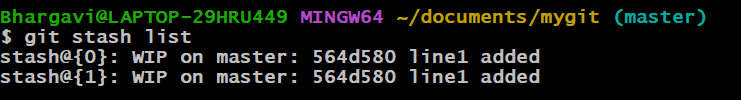 Bhargavi@LAPTOP-29HRU449 MINGW64 ~/documents/mygit (master)
$ git stash list
stash@{0}: WIP on master: 564d580 line1 added
stash@{1}: WIP on master: 564d580 line1 added